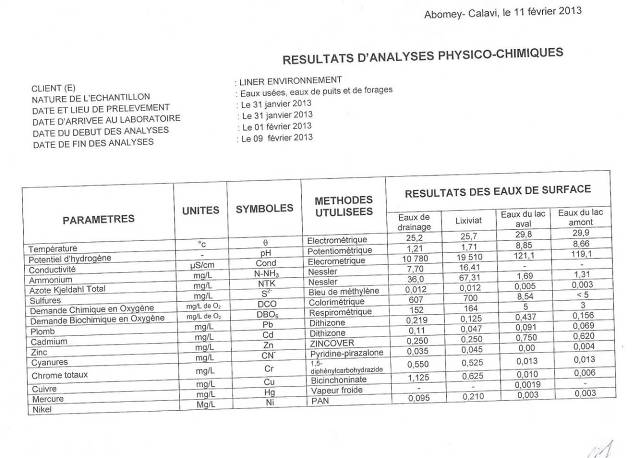 Abomey- Calavi, le 11 février 2013
RESULTATS D'ANALYSES PHYSICO-CHIMIQUES
CLIENT (E) : LINER ENVIRONNEMENT
NATURE DE L'ECHANTILLON : Eaux usées, eaux de puits et de forages
DATE ET LIEU DE PRELEVEMENT : Le 31 janvier 2013
DATE D'ARRIVEE AU LABORATOIRE : Le 31 janvier 2013
DATE DU DEBUT DES ANALYSES : Le 01 février 2013
DATE DE FIN DES ANALYSES : Le 09 février 2013
PARAMETRES UNITES SYMBOLES METHODES UTULISEES RESULTATS DES EAUX DE SURFACE
Eaux de drainage Lixiviat Eaux du lac aval Eau du lac amont
Température °c θ Electrométrique 25,2 25,7 29,8 29,9
Potentiel d'hydrogène - pH Potentiométrique 1,21 1,71 8,85 8,66
Conductivité µS/cm Cond Elecrométrique 10 780 19 510 121,1 119,1
Ammonium mg/L N-NH₃ Nessler 7,70 16,41 - -
Azote Kjeldahl Total mg/L NTK Nessler 36,0 67,31 1,69 1,31
Sulfures mg/L S²⁻ Bleu de méthylène 0,012 0,012 0,005 0,003
Demande Chimique en Oxygène mg/L de O₂ DCO Colorimétrique 607 700 8,54 < 5
Demande Biochimique en Oxygène mg/L de O₂ DBO₅ Respirométrique 152 164 5 3
Plomb mg/L Pb Dithizone 0,219 0,125 0,437 0,156
Cadmium mg/L Cd Dithizone 0,11 0,047 0,091 0,069
Zinc mg/L Zn ZINCOVER 0,250 0,250 0,750 0,620
Cyanures mg/L CN⁻ Pyridine-pirazalone 0,035 0,045 0,00 0,004
Chrome totaux mg/L Cr 1,5-diphénylcarbohydrazide 0,550 0,525 0,013 0,013
Cuivre mg/L Cu Bicinchoninate 1,125 0,625 0,010 0,006
Mercure Mg/L Hg Vapeur froide - - 0,0019 -
Nikel Mg/L Ni PAN 0,095 0,210 0,003 0,003